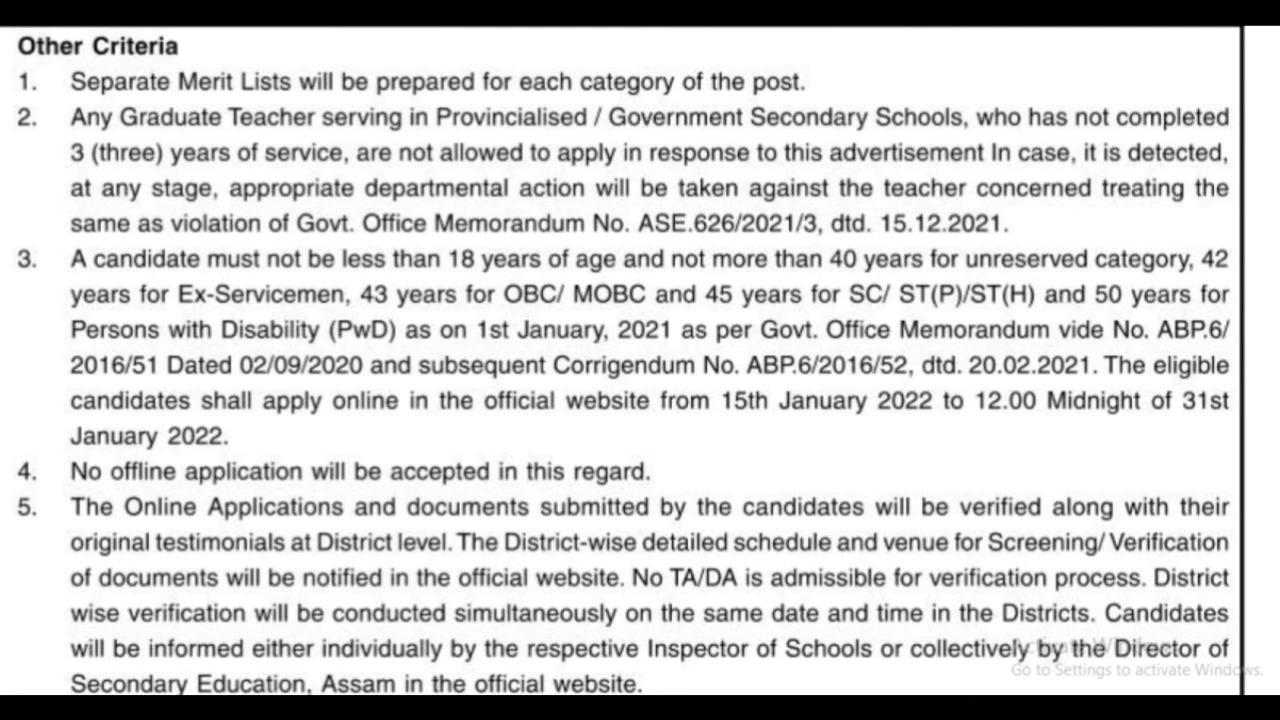 Other Criteria
1. Separate Merit Lists will be prepared for each category of the post.
2. Any Graduate Teacher serving in Provincialised / Government Secondary Schools, who has not completed
3 (three) years of service, are not allowed to apply in response to this advertisement In case, it is detected,
at any stage, appropriate departmental action will be taken against the teacher concerned treating the
same as violation of Govt. Office Memorandum No. ASE.626/2021/3, dtd. 15.12.2021.
3. A candidate must not be less than 18 years of age and not more than 40 years for unreserved category, 42
years for Ex-Servicemen, 43 years for OBC/ MOBC and 45 years for SC/ ST(P)/ST(H) and 50 years for
Persons with Disability (PwD) as on 1st January, 2021 as per Govt. Office Memorandum vide No. ABP.6/
2016/51 Dated 02/09/2020 and subsequent Corrigendum No. ABP.6/2016/52, dtd. 20.02.2021. The eligible
candidates shall apply online in the official website from 15th January 2022 to 12.00 Midnight of 31st
January 2022.
4. No offline application will be accepted in this regard.
5. The Online Applications and documents submitted by the candidates will be verified along with their
original testimonials at District level. The District-wise detailed schedule and venue for Screening/ Verification
of documents will be notified in the official website. No TA/DA is admissible for verification process. District
wise verification will be conducted simultaneously on the same date and time in the Districts. Candidates
will be informed either individually by the respective Inspector of Schools or collectively by the Director of
Secondary Education, Assam in the official website.
Activate Windows
Go to Settings to activate Windows.